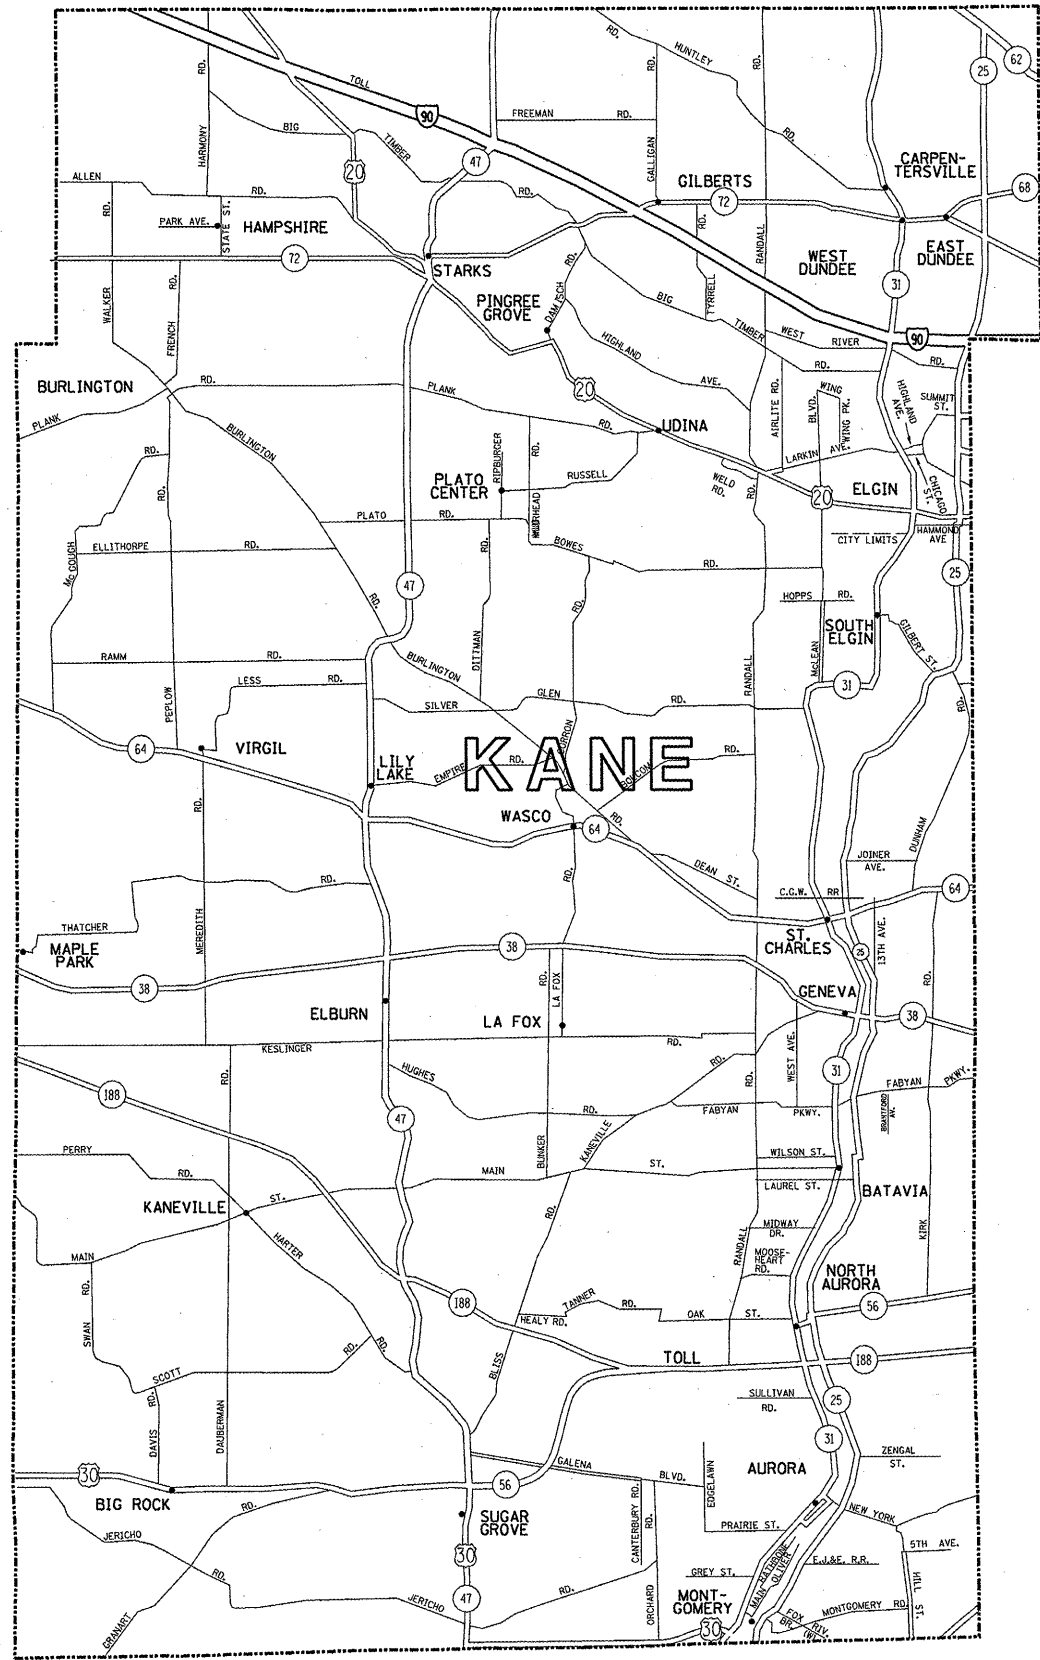 RD.
HUNTLEY
RD.
62
25
TOLL
90
FREEMAN RD.
RD.
RD.
RD.
RD.
HARMONY
BIG
TIMBER
RD.
20
47
GALLIGAN
CARPEN-
TERSVILLE
GILBERTS
72
68
ALLEN
RD.
RD.
PARK AVE.
STATE ST.
HAMPSHIRE
72
STARKS
RANDALL
WEST
DUNDEE
EAST
DUNDEE
31
WALKER
RD.
FRENCH
PINGREE
GROVE
DAMISCH
RD.
BIG
RD.
TYRRELL
TIMBER
WEST
RIVER
RD.
RD.
90
HIGHLAND
AVE.
BURLINGTON
RD.
PLANK
PLANK
RD.
20
UDINA
AIRLITE RD.
WING
BLVD.
WING PK.
HIGHLAND
AVE.
SUMMIT
ST.
LARKIN AVE.
BURLINGTON
RD.
RD.
RIPBURGER
RD.
RUSSELL
PLATO
CENTER
WELD
RD.
RD.
20
ELGIN
CHICAGO
ST.
PLATO RD.
RD.
BOWES
RD.
CITY LIMITS
HAMMOND
AVE
McGOUGH
ELLITHORPE RD.
47
RD.
25
RD.
HOPPS RD.
SOUTH
ELGIN
GILBERT ST.
McLEAN
RAMM RD.
BURLINGTON
DITTMAN
RANDALL
31
PEPLOW
LESS RD.
SILVER
GLEN
RD.
RD.
64
VIRGIL
KANE
LILY
LAKE
EMPIRE RD.
BOLCUM
RD.
WASCO
64
RD.
RD.
DUNHAM
JOINER
AVE.
DEAN ST.
RD.
RD.
C.G.W. RR
64
THATCHER
MEREDITH
MAPLE
PARK
38
38
ST.
CHARLES
25
13TH AVE.
RD.
ELBURN
RD.
LA FOX
LA FOX
GENEVA
38
KESLINGER
RD.
188
RD.
HUGHES
RD.
47
RD.
RD.
WEST AVE.
31
FABYAN
PKWY.
FABYAN
PKWY.
BRANTFORD
AV.
BUNKER
KANEVILLE
PERRY
RD.
MAIN
ST.
WILSON ST.
LAUREL ST.
BATAVIA
KANEVILLE
ST.
RD.
MAIN
HARTER
RANDALL
MIDWAY
DR.
MOOSE-
HEART
RD.
KIRK
NORTH
AURORA
SWAN
RD.
188
HEALY RD.
TANNER
RD.
OAK
ST.
56
RD.
RD.
BLISS
TOLL
188
SCOTT
RD.
DAVIS
DAUBERMAN
SULLIVAN
RD.
25
31
30
56
GALENA
BLVD.
EDGELAWN
AURORA
ZENGAL
ST.
BIG ROCK
RD.
SUGAR
GROVE
CANTERBURY RD.
RD.
PRAIRIE ST.
NEW YORK
JERICHO
RD.
30
GREY ST.
RATHBONE
OLIVER
MAIN
E.J.&E. R.R.
5TH AVE.
HILL ST.
GRANART
JERICHO
RD.
47
ORCHARD
MONT-
GOMERY
30
FOX RIV.
BR. (W)
MONTGOMERY RD.